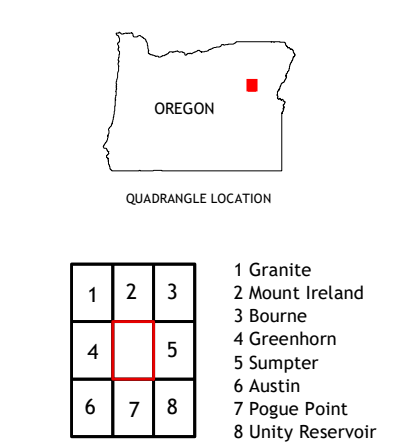 OREGON
QUADRANGLE LOCATION
1 2 3
4 5
6 7 8
1 Granite
2 Mount Ireland
3 Bourne
4 Greenhorn
5 Sumpter
6 Austin
7 Pogue Point
8 Unity Reservoir